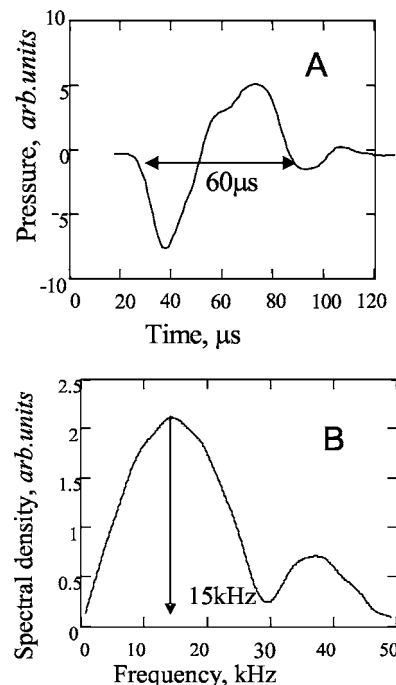 A
Pressure, arb.units
10
5
0
-5
-10
60μs
0 20 40 60 80 100 120
Time, μs
B
Spectral density, arb.units
2.5
2
1.5
1
0.5
0
15kHz
0 10 20 30 40 50
Frequency, kHz